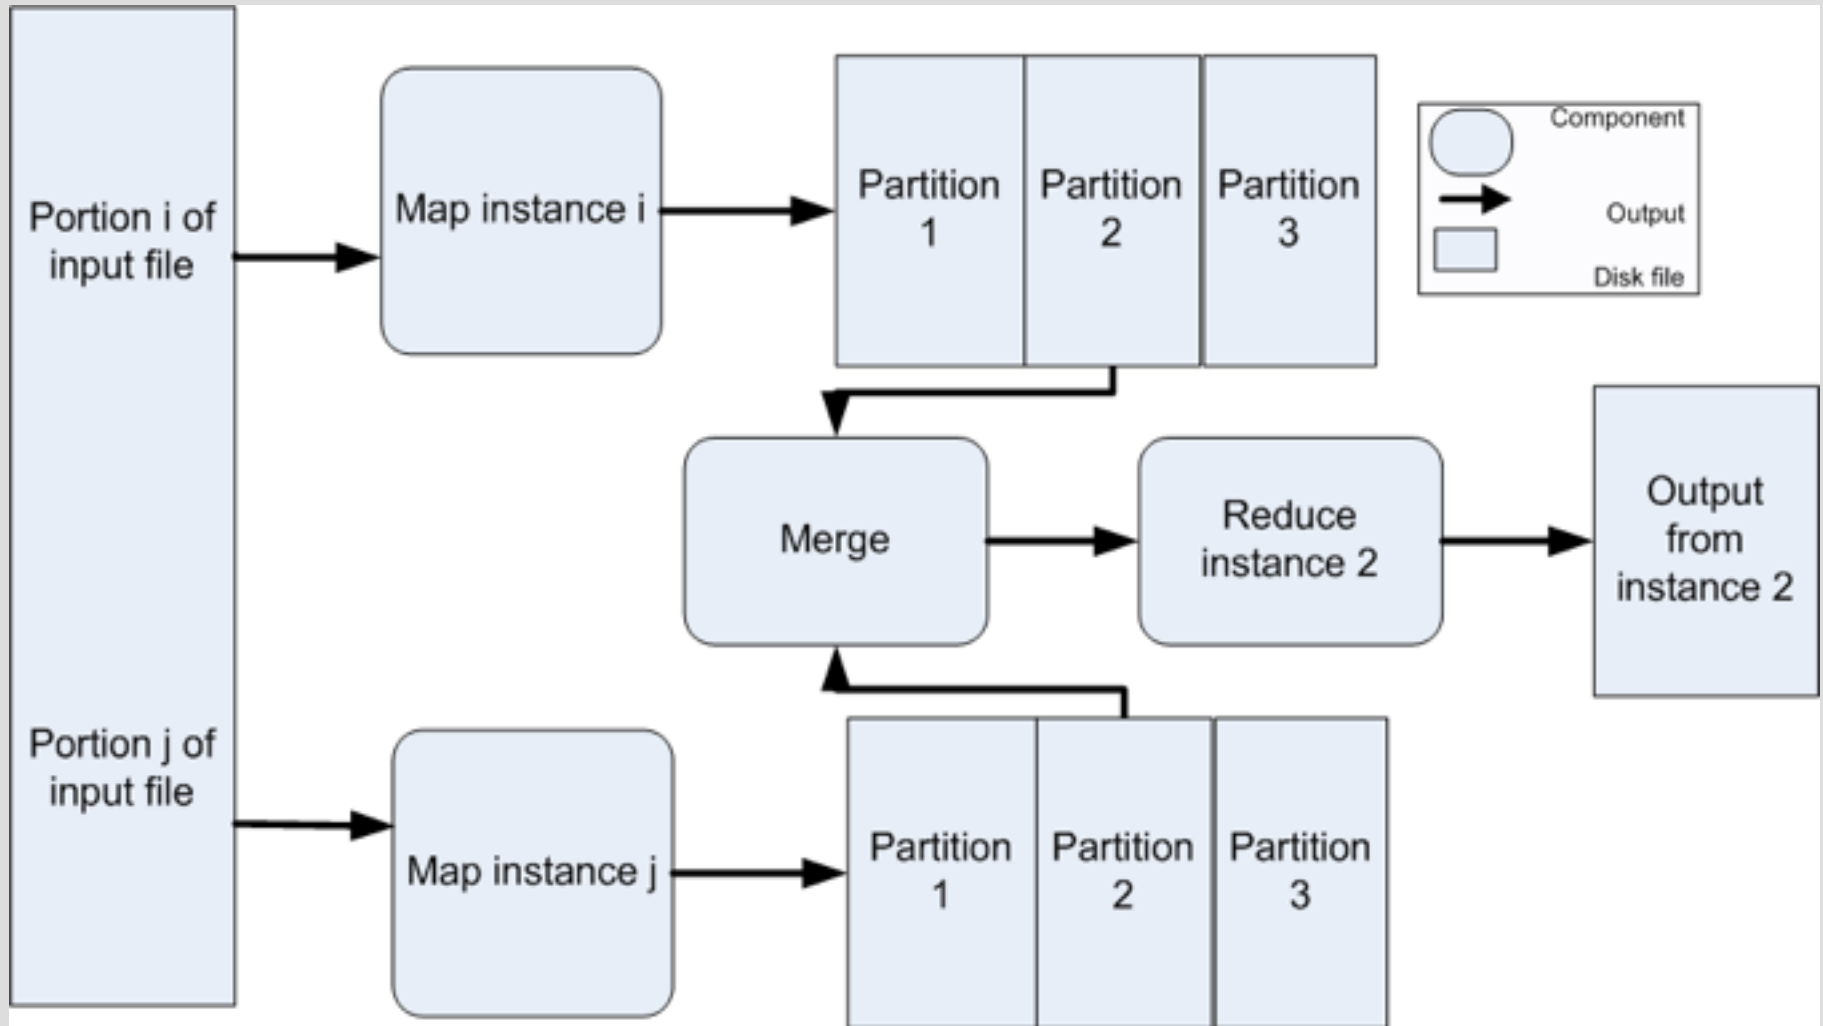 Portion i of
input file
Map instance i
Partition
1
Partition
2
Partition
3
Component
Output
Disk file
Merge
Reduce
instance 2
Output
from
instance 2
Portion j of
input file
Map instance j
Partition
1
Partition
2
Partition
3